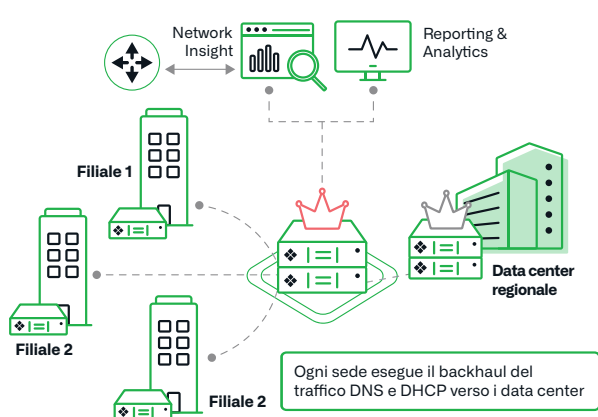 Network
Insight
Reporting &
Analytics
Filiale 1
Filiale 2
Filiale 2
Data center
regionale
Ogni sede esegue il backhaul del
traffico DNS e DHCP verso i data center